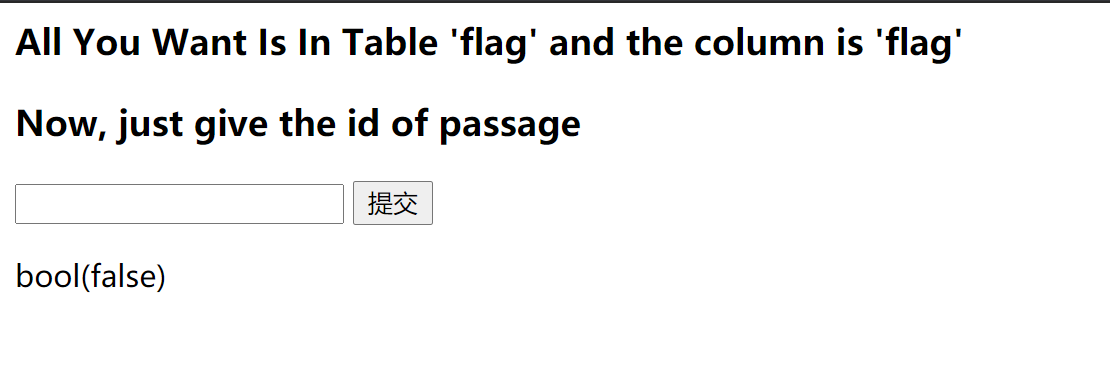 All You Want Is In Table 'flag' and the column is 'flag'
Now, just give the id of passage
提交
bool(false)